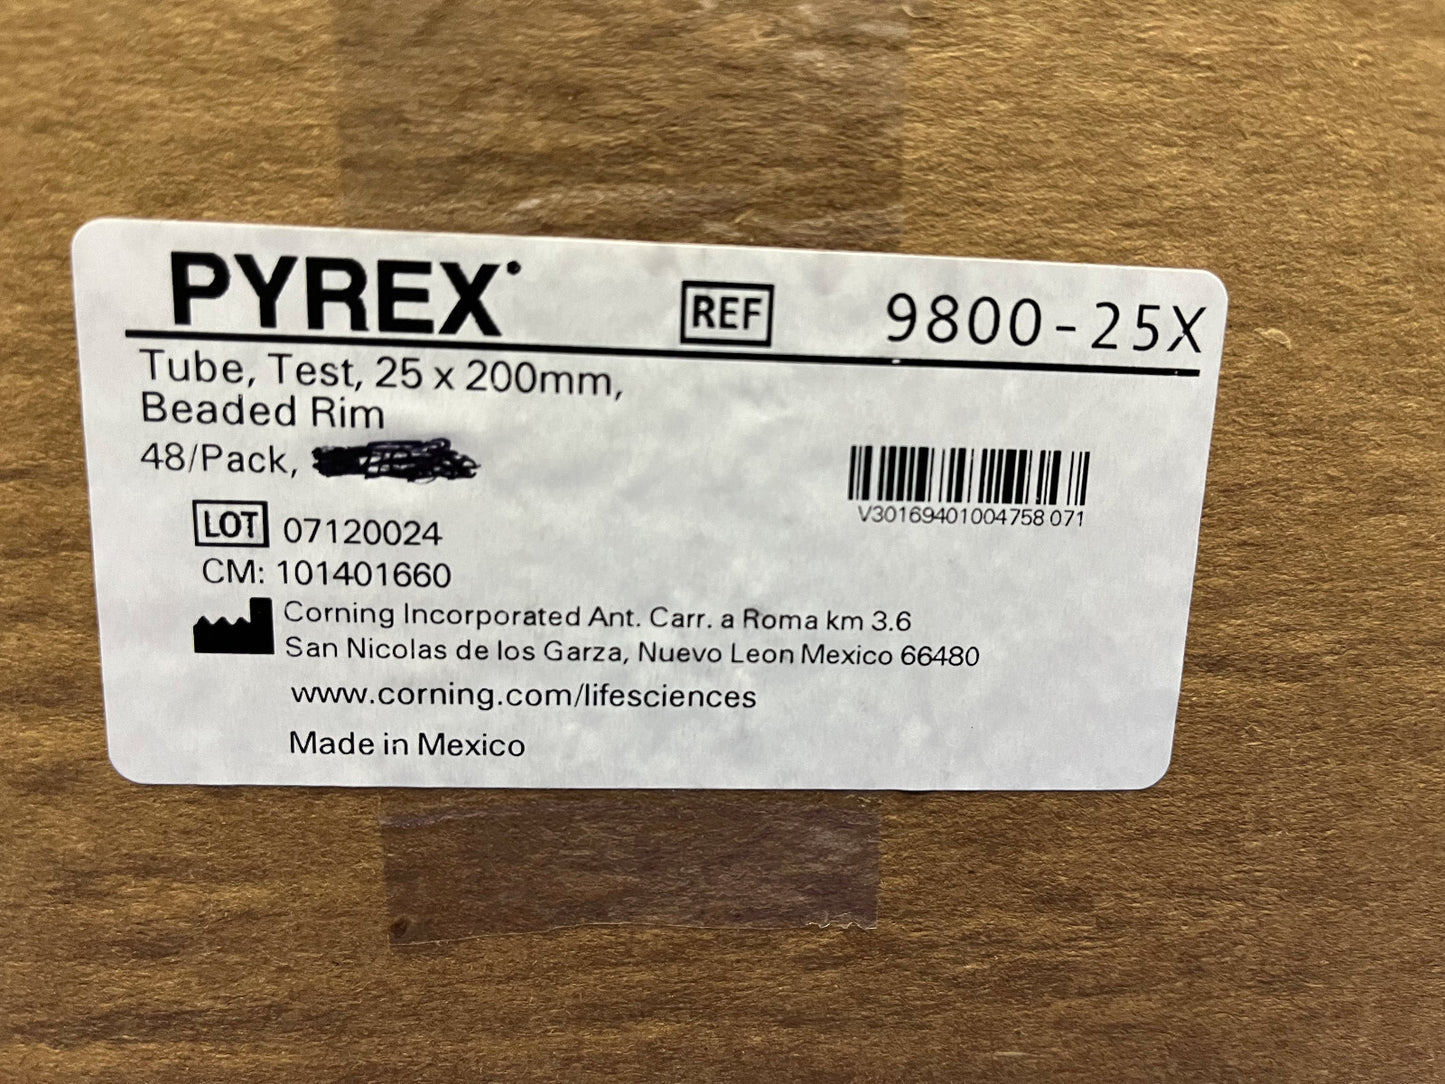 PYREX
REF 9800-25X
Tube, Test, 25 x 200mm,
Beaded Rim
48/Pack,
V30169401004758 071
LOT 07120024
CM: 101401660
Corning Incorporated Ant. Carr. a Roma km 3.6
San Nicolas de los Garza, Nuevo Leon Mexico 66480
www.corning.com/lifesciences
Made in Mexico